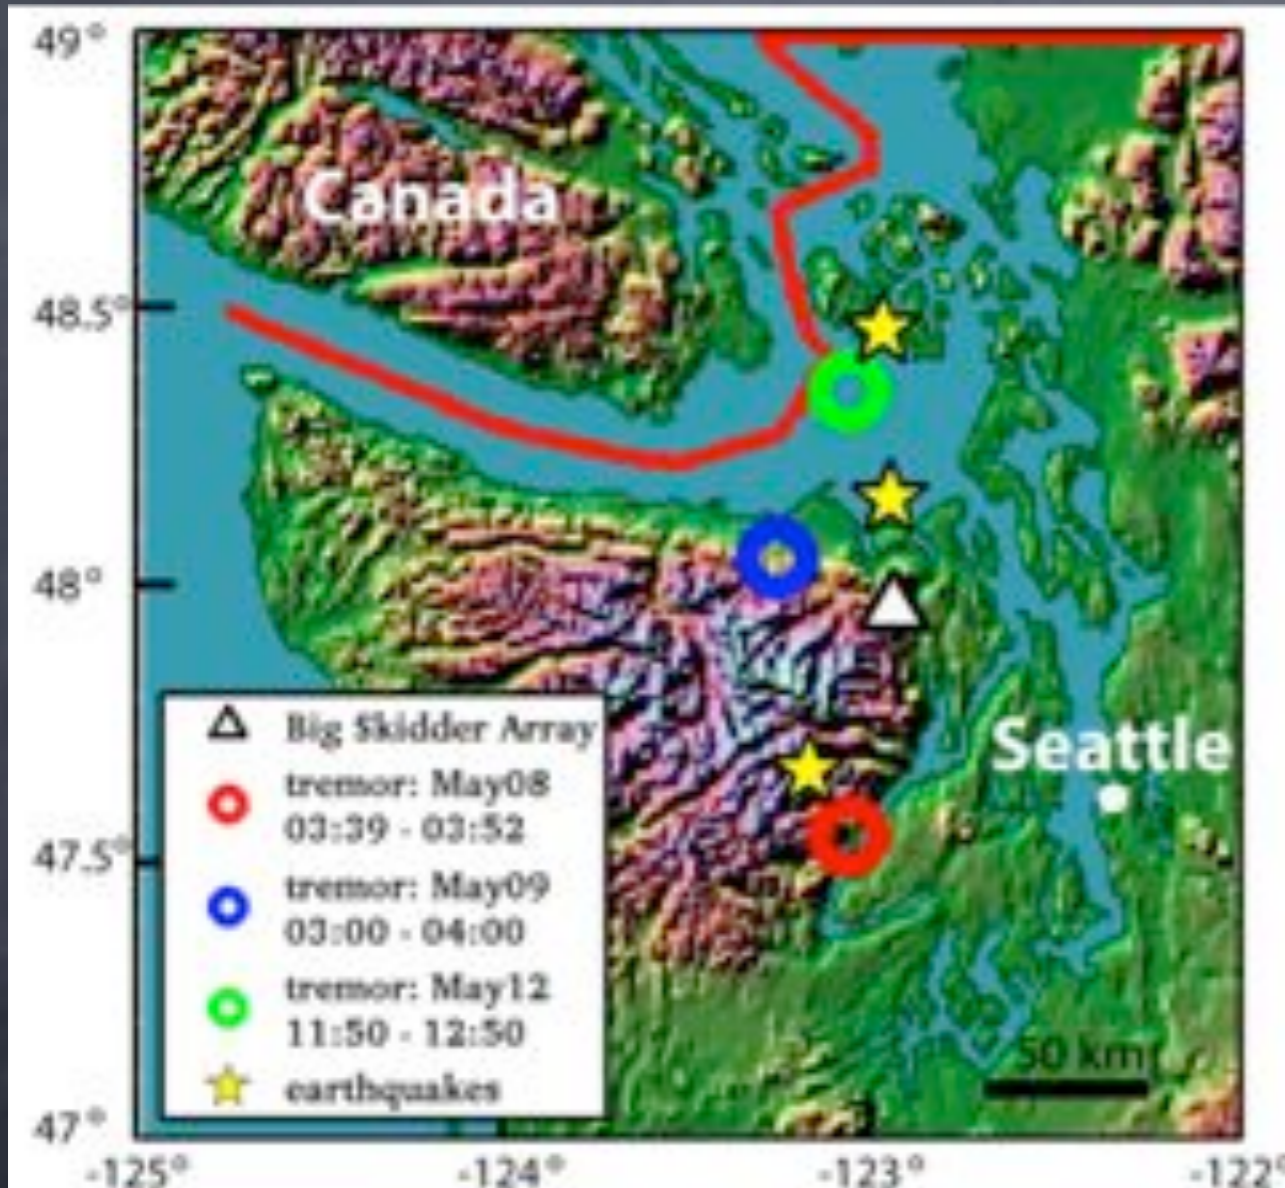 49°
Canada
48.5°
48°
Seattle
Big Skidder Array
tremor: May08
03:39 - 03:52
47.5°
tremor: May09
03:00 - 04:00
tremor: May12
11:50 - 12:50
50 km
earthquakes
47°
-125°
-124°
-123°
-122°